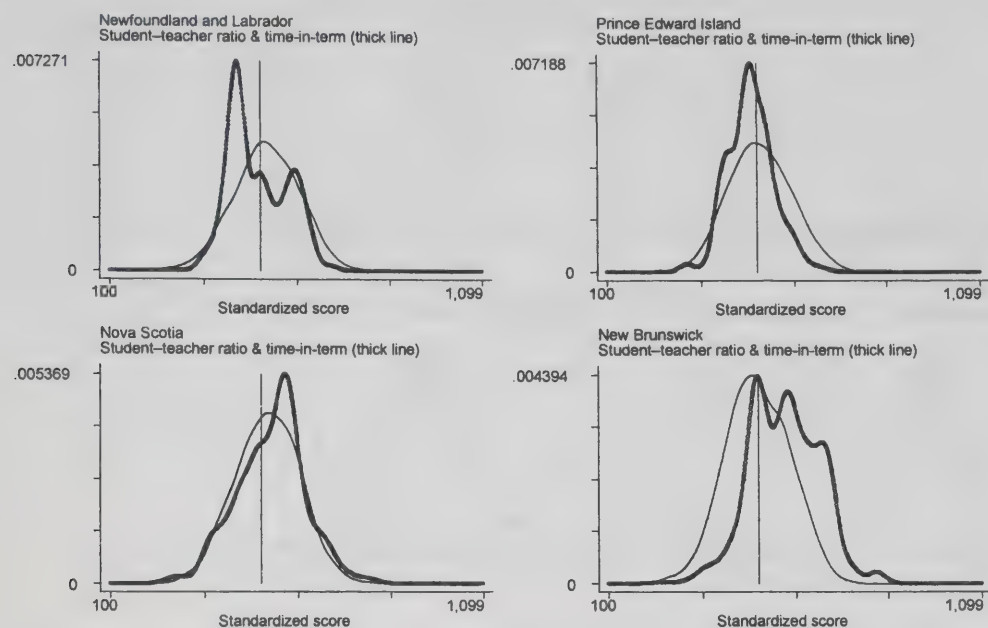 Newfoundland and Labrador
Student–teacher ratio & time-in-term (thick line)
.007271
0
100
1,099
Standardized score
Prince Edward Island
Student–teacher ratio & time-in-term (thick line)
.007188
0
100
1,099
Standardized score
Nova Scotia
Student–teacher ratio & time-in-term (thick line)
.005369
0
100
1,099
Standardized score
New Brunswick
Student–teacher ratio & time-in-term (thick line)
.004394
0
100
1,099
Standardized score